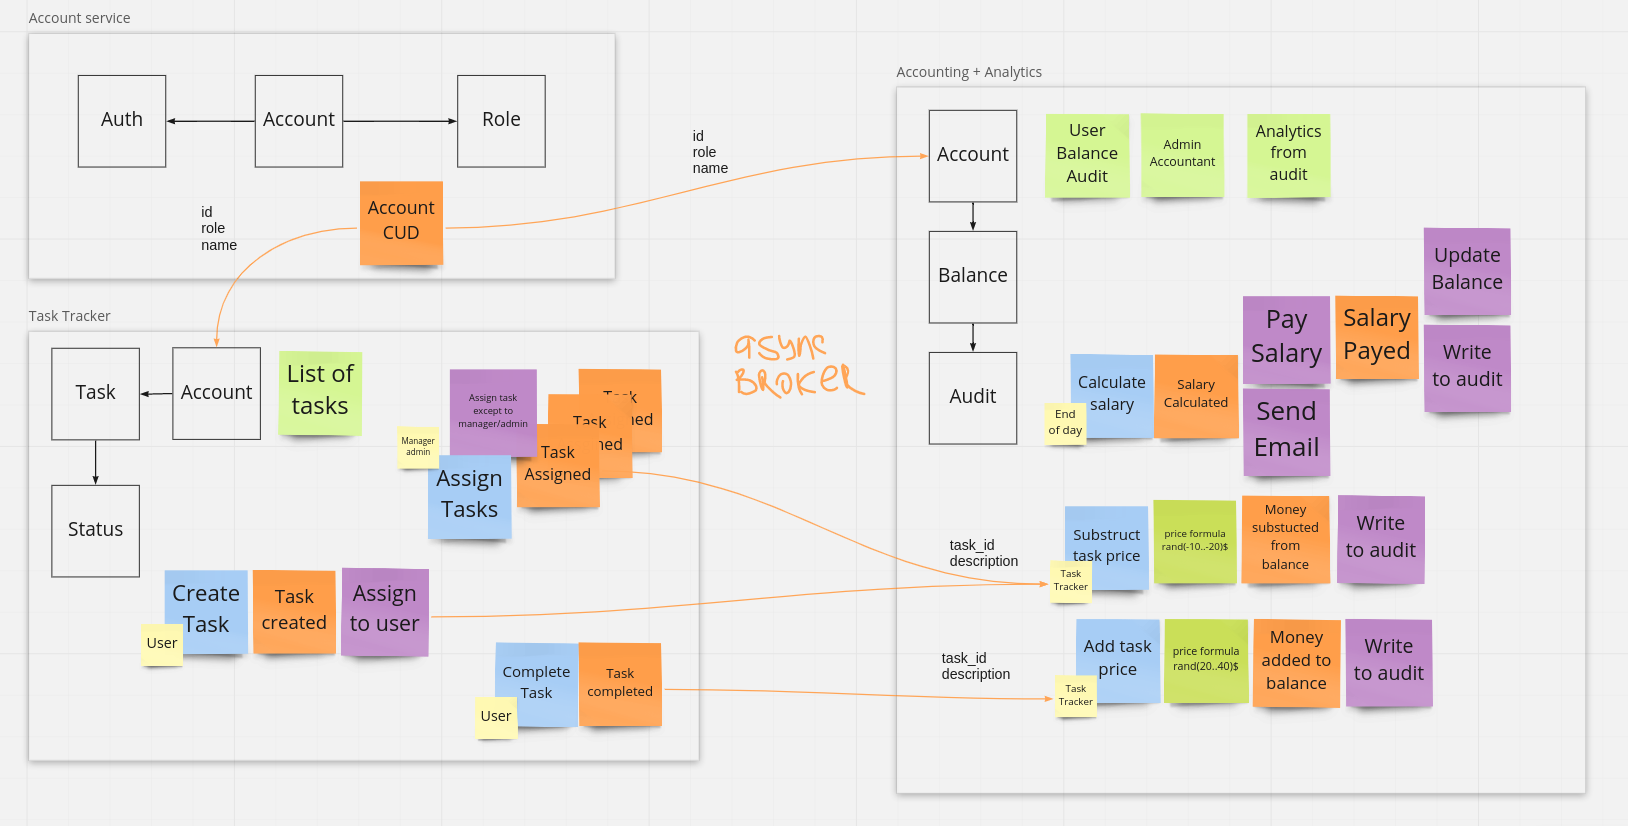 Account service
Auth
Account
Role
Account
CUD
id
role
name
id
role
name
Task Tracker
Task
Account
Status
List of
tasks
Manager
admin
Assign task
except to
manager/admin
Assign
Tasks
Task
Assigned
Task
ned
Task
ned
User
Create
Task
Task
created
Assign
to user
User
Complete
Task
Task
completed
async
BROKER
Accounting + Analytics
Account
Balance
Audit
User
Balance
Audit
Admin
Accountant
Analytics
from
audit
End
of day
Calculate
salary
Salary
Calculated
Pay
Salary
Send
Email
Salary
Payed
Update
Balance
Write
to audit
task_id
description
Task
Tracker
Substruct
task price
price formula
rand(-10..-20)$
Money
substucted
from
balance
Write
to audit
task_id
description
Task
Tracker
Add task
price
price formula
rand(20..40)$
Money
added to
balance
Write
to audit